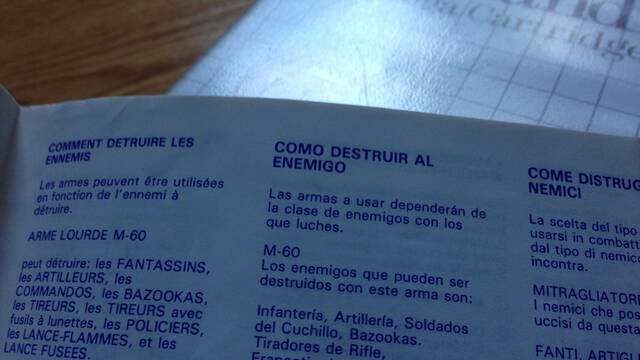 and
a/Cartridge
COMMENT DETRUIRE LES
ENNEMIS
Les armes peuvent être utilisées
en fonction de l'ennemi à
détruire.
ARME LOURDE M-60
peut détruire: les FANTASSINS,
les ARTILLEURS, les
COMMANDOS, les BAZOOKAS,
les TIREURS, les TIREURS avec
fusils à lunettes, les POLICIERS,
les LANCE-FLAMMES, et les
LANCE FUSEES.
COMO DESTRUIR AL
ENEMIGO
Las armas a usar dependerán de
la clase de enemigos con los
que luches.
M-60
Los enemigos que pueden ser
destruidos con este arma son:
Infantería, Artillería, Soldados
del Cuchillo, Bazookas.
Tiradores de Rifle,
COME DISTRUG
NEMICI
La scelta del tipo
usarsi in combatt
dal tipo di nemic
incontra.
MITRAGLIATOR
I nemici che pos
uccisi da questa
FANTI, ARTIGL